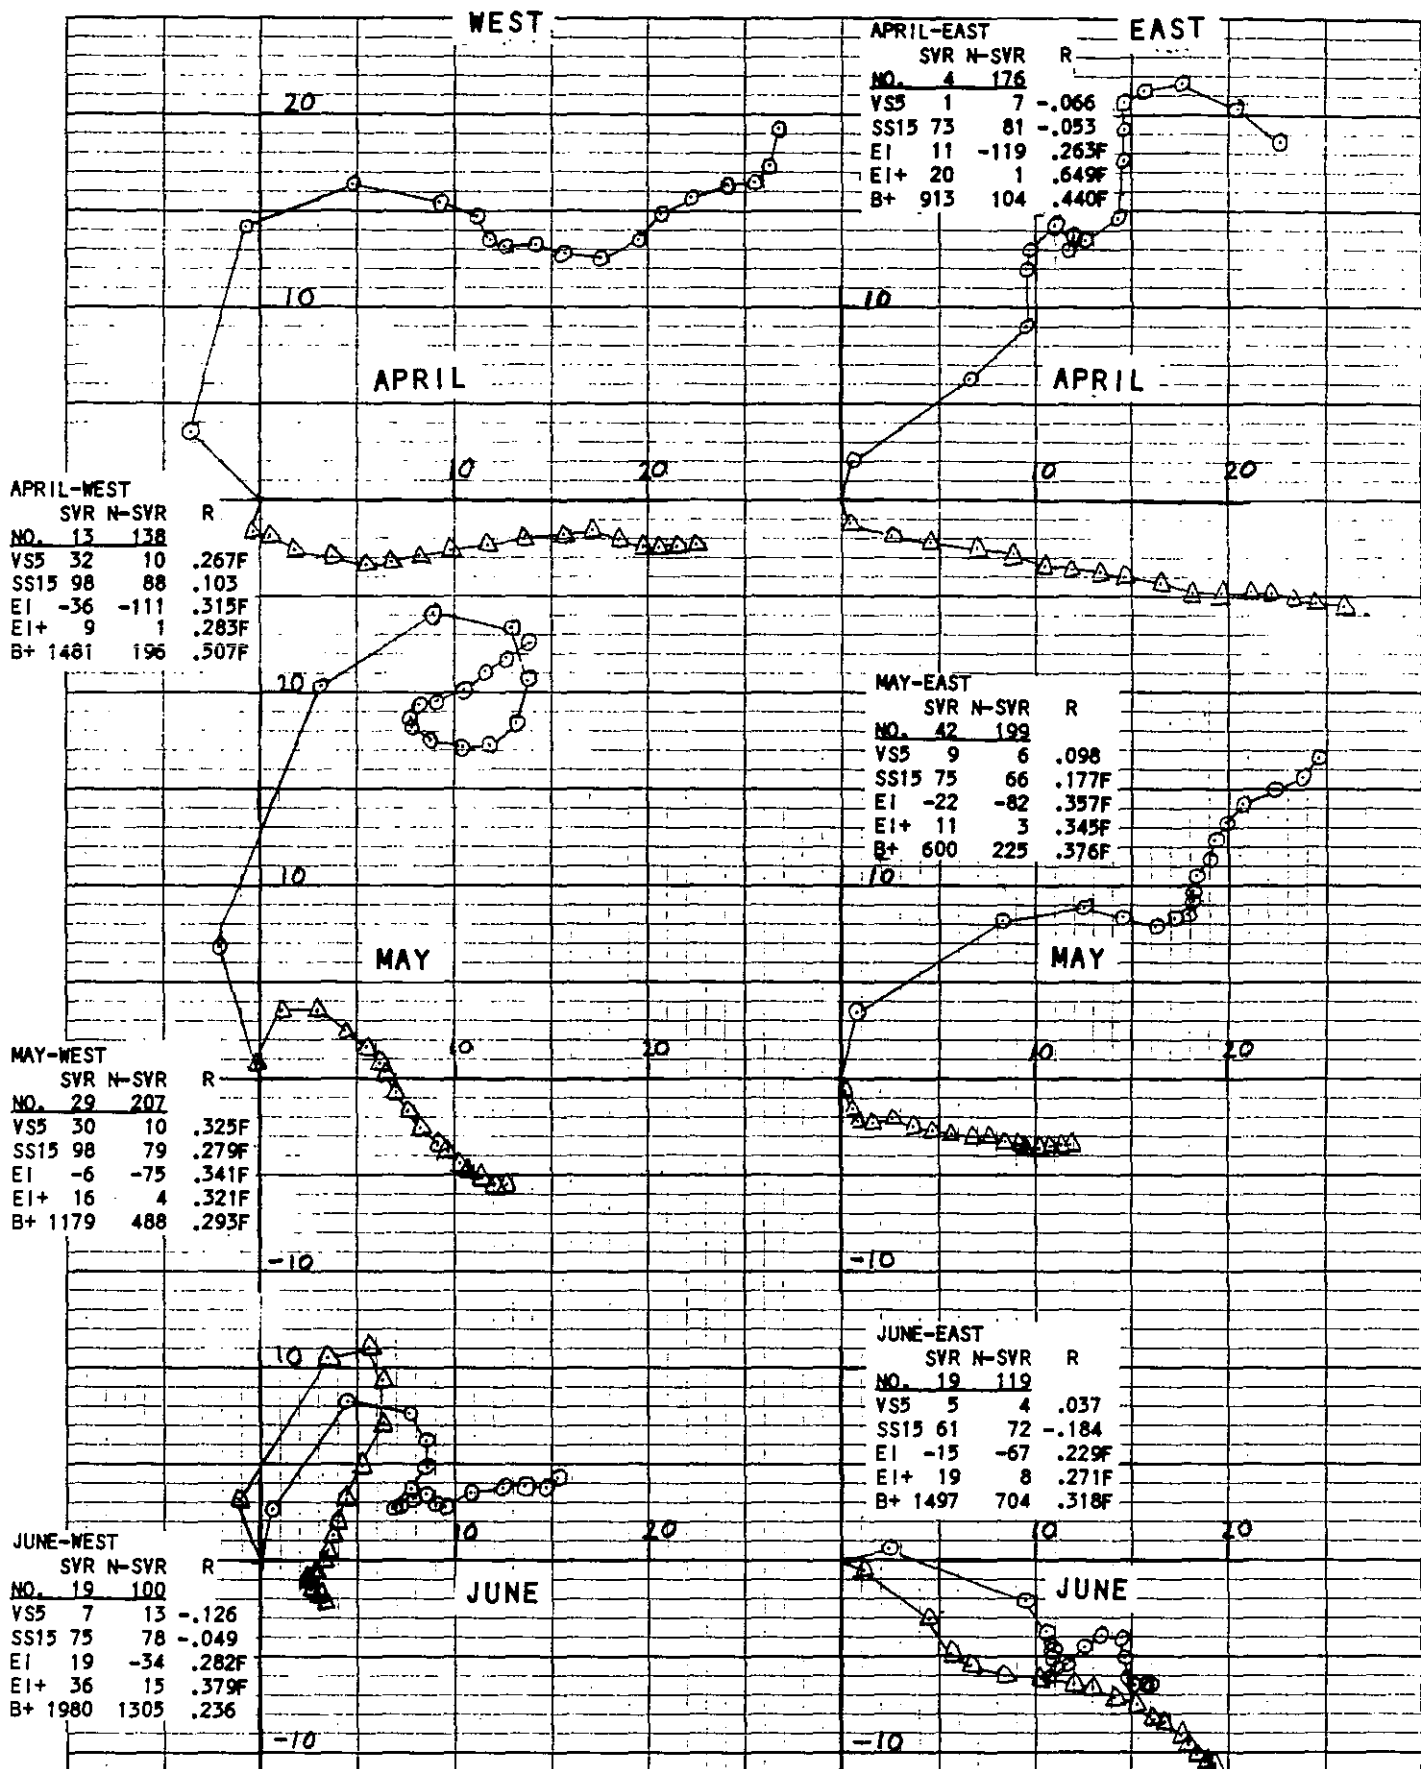 WEST
EAST
APRIL-EAST
SVR N-SVR R
NO. 4 176
VS5 1 7 -.066
SS15 73 81 -.053
EI 11 -119 .263F
EI+ 20 1 .649F
B+ 913 104 .440F
20
10
10
APRIL
APRIL
10
20
10
20
APRIL-WEST
SVR N-SVR R
NO. 13 138
VS5 32 10 .267F
SS15 98 88 .103
EI -36 -111 .315F
EI+ 9 1 .283F
B+ 1481 196 .507F
20
MAY-EAST
SVR N-SVR R
NO. 42 199
VS5 9 6 .098
SS15 75 66 .177F
EI -22 -82 .357F
EI+ 11 3 .345F
B+ 600 225 .376F
10
10
MAY
MAY
10
20
10
20
MAY-WEST
SVR N-SVR R
NO. 29 207
VS5 30 10 .325F
SS15 98 79 .279F
EI -6 -75 .341F
EI+ 16 4 .321F
B+ 1179 488 .293F
-10
-10
JUNE-EAST
SVR N-SVR R
NO. 19 119
VS5 5 4 .037
SS15 61 72 -.184
EI -15 -67 .229F
EI+ 19 8 .271F
B+ 1497 704 .318F
10
10
20
10
20
JUNE-WEST
SVR N-SVR R
NO. 19 100
VS5 7 13 -.126
SS15 75 78 -.049
EI 19 -34 .282F
EI+ 36 15 .379F
B+ 1980 1305 .236
JUNE
JUNE
-10
-10